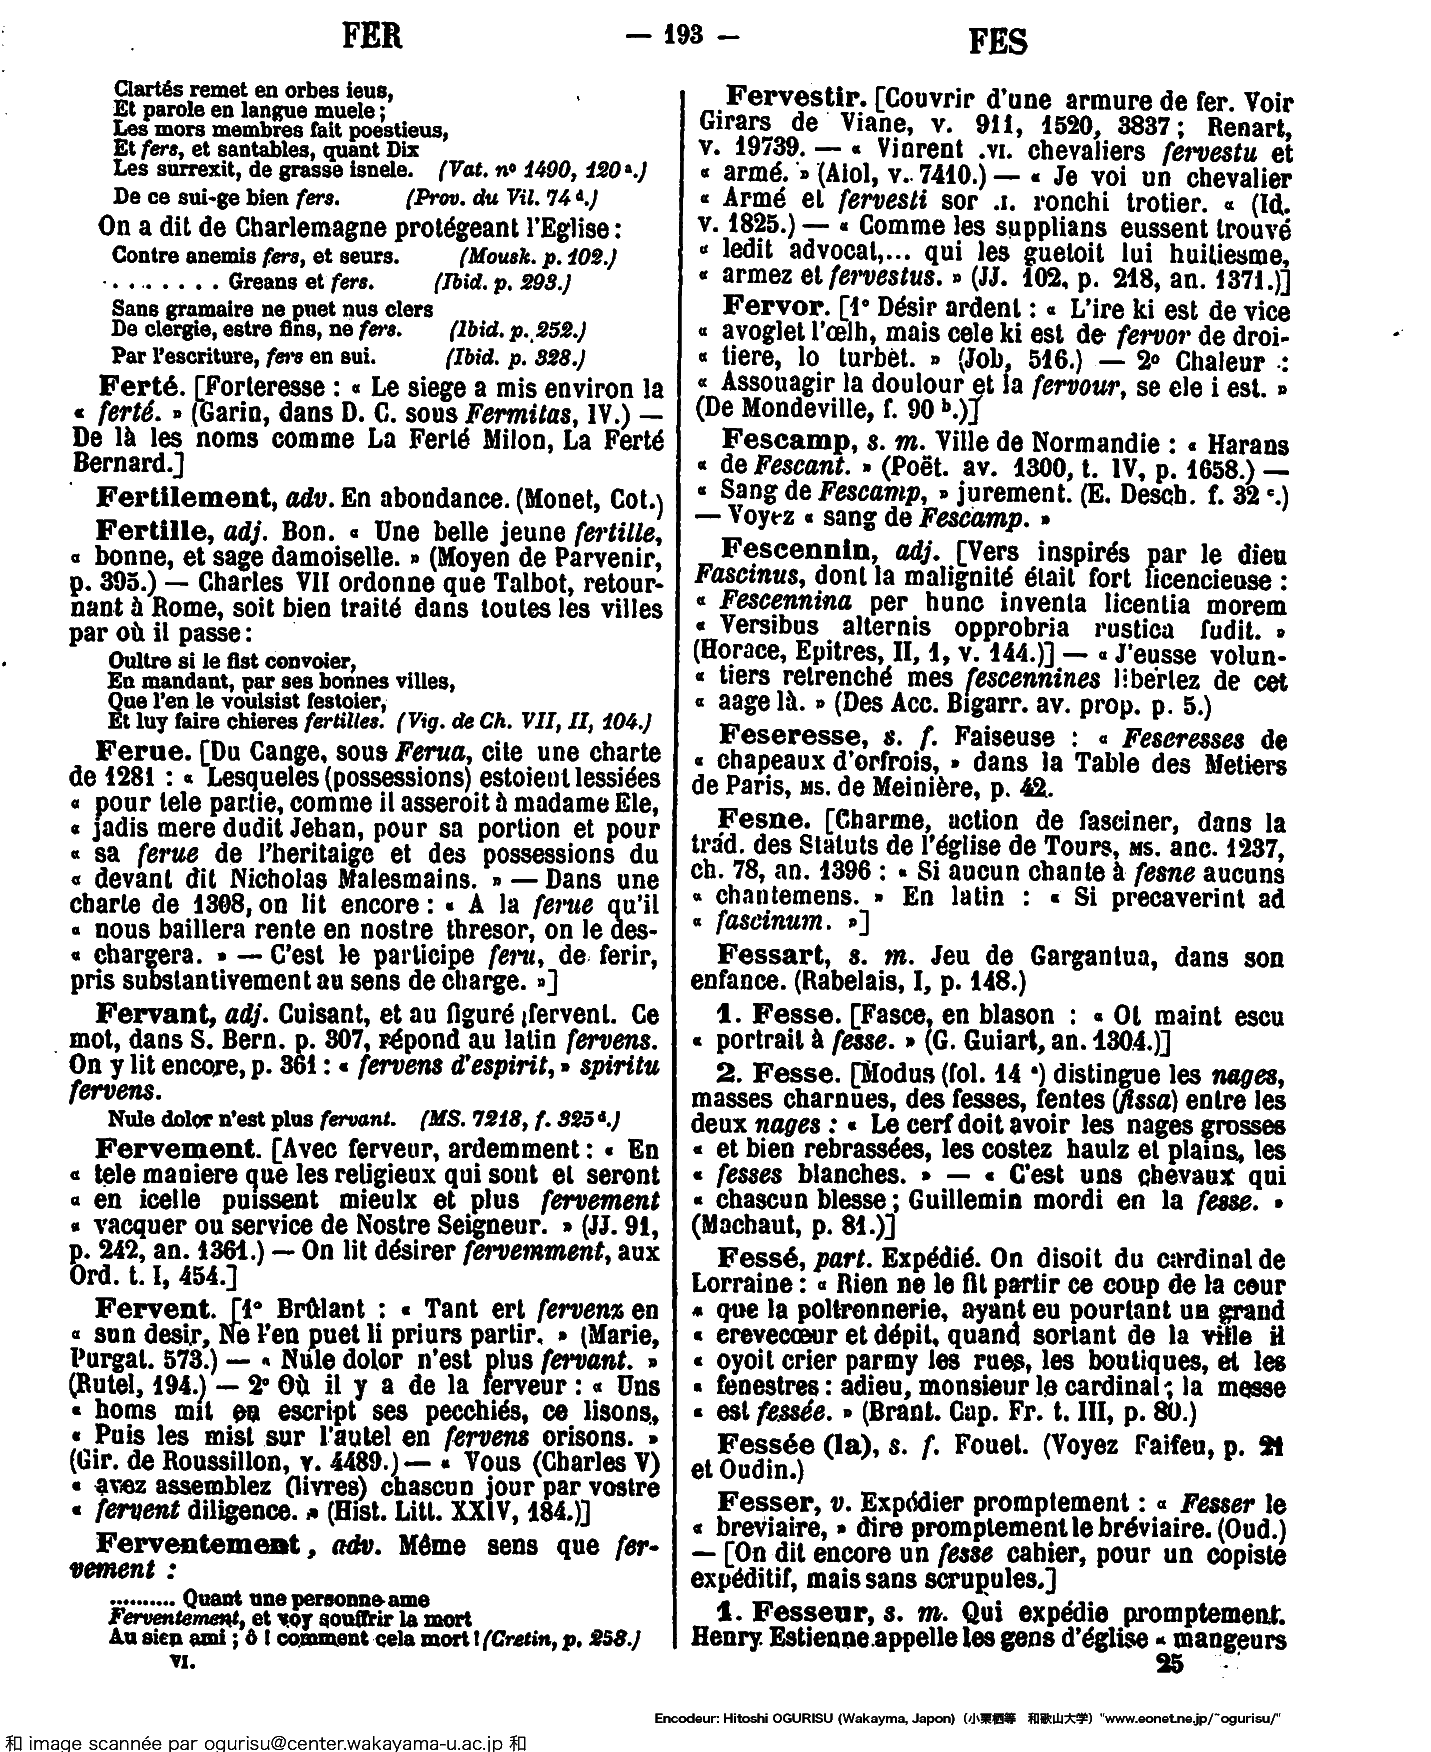 FER
— 193 —
FES
Clartés remet en orbes ieus,
Et parole en langue muele ;
Les mors membres fait poestieus,
Et fers, et santables, quant Dix
Les surrexit, de grasse isnele. (Vat. nº 1490, 120 a.)
De ce sui-ge bien fers. (Prov. du Vil. 74 d.)
On a dit de Charlemagne protégeant l'Eglise :
Contre anemis fers, et seurs. (Mousk. p. 102.)
. . . . . . . . Greans et fers. (Ibid. p. 293.)
Sans gramaire ne puet nus clers
De clergie, estre fins, ne fers. (Ibid. p. 252.)
Par l'escriture, fers en sui. (Ibid. p. 328.)
Ferté. [Forteresse : « Le siege a mis environ la
« ferté. » (Garin, dans D. C. sous Fermitas, IV.) —
De là les noms comme La Ferté Milon, La Ferté
Bernard.]
Fertilement, adv. En abondance. (Monet, Cot.)
Fertille, adj. Bon. « Une belle jeune fertille,
« bonne, et sage damoiselle. » (Moyen de Parvenir,
p. 395.) — Charles VII ordonne que Talbot, retour-
nant à Rome, soit bien traité dans toutes les villes
par où il passe :
Oultre si le fist convoier,
En mandant, par ses bonnes villes,
Que l'en le voulsist festoier,
Et luy faire chieres fertilles. (Vig. de Ch. VII, II, 104.)
Ferue. [Du Cange, sous Ferua, cite une charte
de 1281 : « Lesqueles (possessions) estoient lessiées
« pour tele partie, comme il asseroit à madame Ele,
« jadis mere dudit Jehan, pour sa portion et pour
« sa ferue de l'heritaige et des possessions du
« devant dit Nicholas Malesmains. » — Dans une
charte de 1308, on lit encore : « A la ferue qu'il
« nous baillera rente en nostre thresor, on le des-
« chargera. » — C'est le participe feru, de ferir,
pris substantivement au sens de charge. »]
Fervant, adj. Cuisant, et au figuré fervent. Ce
mot, dans S. Bern. p. 307, répond au latin fervens.
On y lit encore, p. 361 : « fervens d'espirit, » spiritu
fervens.
Nule dolor n'est plus fervant. (MS. 7218, f. 325 d.)
Fervement. [Avec ferveur, ardemment : « En
« tele maniere que les religieux qui sont et seront
« en icelle puissent mieulx et plus fervement
« vacquer ou service de Nostre Seigneur. » (JJ. 91,
p. 242, an. 1361.) — On lit désirer fervemment, aux
Ord. t. I, 454.]
Fervent. [1º Brûlant : « Tant ert fervenz en
« sun desir, Ne l'en puet li priurs partir. » (Marie,
Purgat. 573.) — « Nule dolor n'est plus fervant. »
(Rutel, 194.) — 2º Où il y a de la ferveur : « Uns
« homs mit en escript ses pecchiés, ce lisons,
« Puis les mist sur l'autel en fervens orisons. »
(Gir. de Roussillon, v. 4489.) — « Vous (Charles V)
« avez assemblez (livres) chascun jour par vostre
« fervent diligence. » (Hist. Litt. XXIV, 184.)]
Ferventement, adv. Même sens que fer-
vement :
.......... Quant une personne ame
Ferventement, et voy souffrir la mort
Au sien ami ; ô ! comment cela mort ! (Cretin, p. 258.)
VI.
Fervestir. [Couvrir d'une armure de fer. Voir
Girars de Viane, v. 911, 1520, 3837 ; Renart,
v. 19739. — « Vinrent .VI. chevaliers fervestu et
« armé. » (Aiol, v. 7410.) — « Je voi un chevalier
« Armé et fervesti sor .I. ronchi trotier. « (Id.
v. 1825.) — « Comme les supplians eussent trouvé
« ledit advocat,... qui les guetoit lui huitiesme,
« armez et fervestus. » (JJ. 102, p. 218, an. 1371.)]
Fervor. [1º Désir ardent : « L'ire ki est de vice
« avoglet l'œlh, mais cele ki est de fervor de droi-
« tiere, lo turbet. » (Job, 516.) — 2º Chaleur :
« Assouagir la doulour et la fervour, se ele i est. »
(De Mondeville, f. 90 b.)]
Fescamp, s. m. Ville de Normandie : « Harans
« de Fescant. » (Poët. av. 1300, t. IV, p. 1658.) —
« Sang de Fescamp, » jurement. (E. Desch. f. 32 c.)
— Voyez « sang de Fescamp. »
Fescennin, adj. [Vers inspirés par le dieu
Fascinus, dont la malignité était fort licencieuse :
« Fescennina per hunc inventa licentia morem
« Versibus alternis opprobria rustica fudit. »
(Horace, Epitres, II, 1, v. 144.)] — « J'eusse volun-
« tiers retrenché mes fescennines libertez de cet
« aage là. » (Des Acc. Bigarr. av. prop. p. 5.)
Feseresse, s. f. Faiseuse : « Feseresses de
« chapeaux d'orfrois, » dans la Table des Metiers
de Paris, MS. de Meinière, p. 42.
Fesne. [Charme, action de fasciner, dans la
trad. des Statuts de l'église de Tours, MS. anc. 1237,
ch. 78, an. 1396 : « Si aucun chante à fesne aucuns
« chantemens. » En latin : « Si precaverint ad
« fascinum. »]
Fessart, s. m. Jeu de Gargantua, dans son
enfance. (Rabelais, I, p. 148.)
1. Fesse. [Fasce, en blason : « Ot maint escu
« portrait à fesse. » (G. Guiart, an. 1304.)]
2. Fesse. [Modus (fol. 14 a) distingue les nages,
masses charnues, des fesses, fentes (fissa) entre les
deux nages : « Le cerf doit avoir les nages grosses
« et bien rebrassées, les costez haulz et plains, les
« fesses blanches. » — « C'est uns chevaux qui
« chascun blesse ; Guillemin mordi en la fesse. »
(Machaut, p. 81.)]
Fessé, part. Expédié. On disoit du cardinal de
Lorraine : « Rien ne le fit partir ce coup de la cour
« que la poltronnerie, ayant eu pourtant un grand
« crevecœur et dépit, quand sortant de la ville il
« oyoit crier parmy les rues, les boutiques, et les
« fenestres : adieu, monsieur le cardinal ; la messe
« est fessée. » (Brant. Cap. Fr. t. III, p. 80.)
Fessée (la), s. f. Fouet. (Voyez Faifeu, p. 21
et Oudin.)
Fesser, v. Expédier promptement : « Fesser le
« breviaire, » dire promptement le bréviaire. (Oud.)
— [On dit encore un fesse cahier, pour un copiste
expéditif, mais sans scrupules.]
1. Fesseur, s. m. Qui expédie promptement.
Henry Estienne appelle les gens d'église « mangeurs
25
Encodeur: Hitoshi OGURISU (Wakayma, Japon) (小栗栖等 和歌山大学) "www.eonet.ne.jp/~ogurisu/"
和 image scannée par ogurisu@center.wakayama-u.ac.jp 和